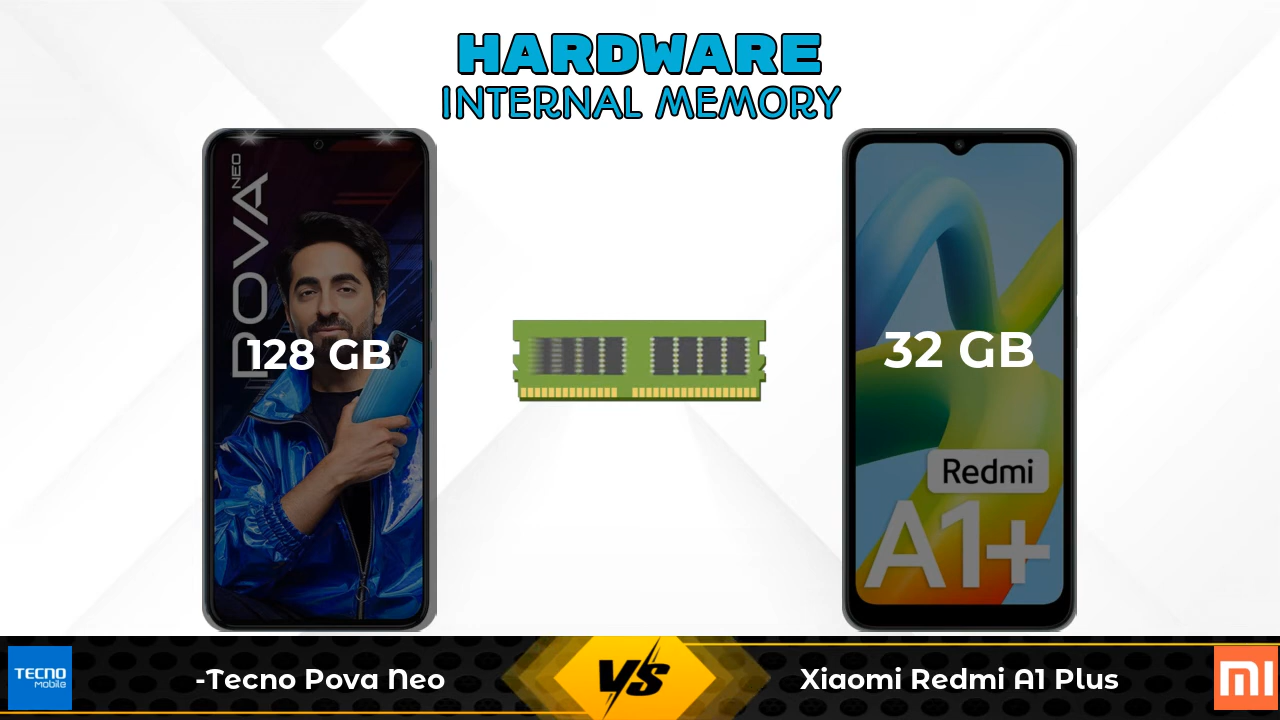 HARDWARE
INTERNAL MEMORY
POVA NEO
128 GB
32 GB
Redmi
A1+
TECNO
Mobile
-Tecno Pova Neo
VS
Xiaomi Redmi A1 Plus
MI